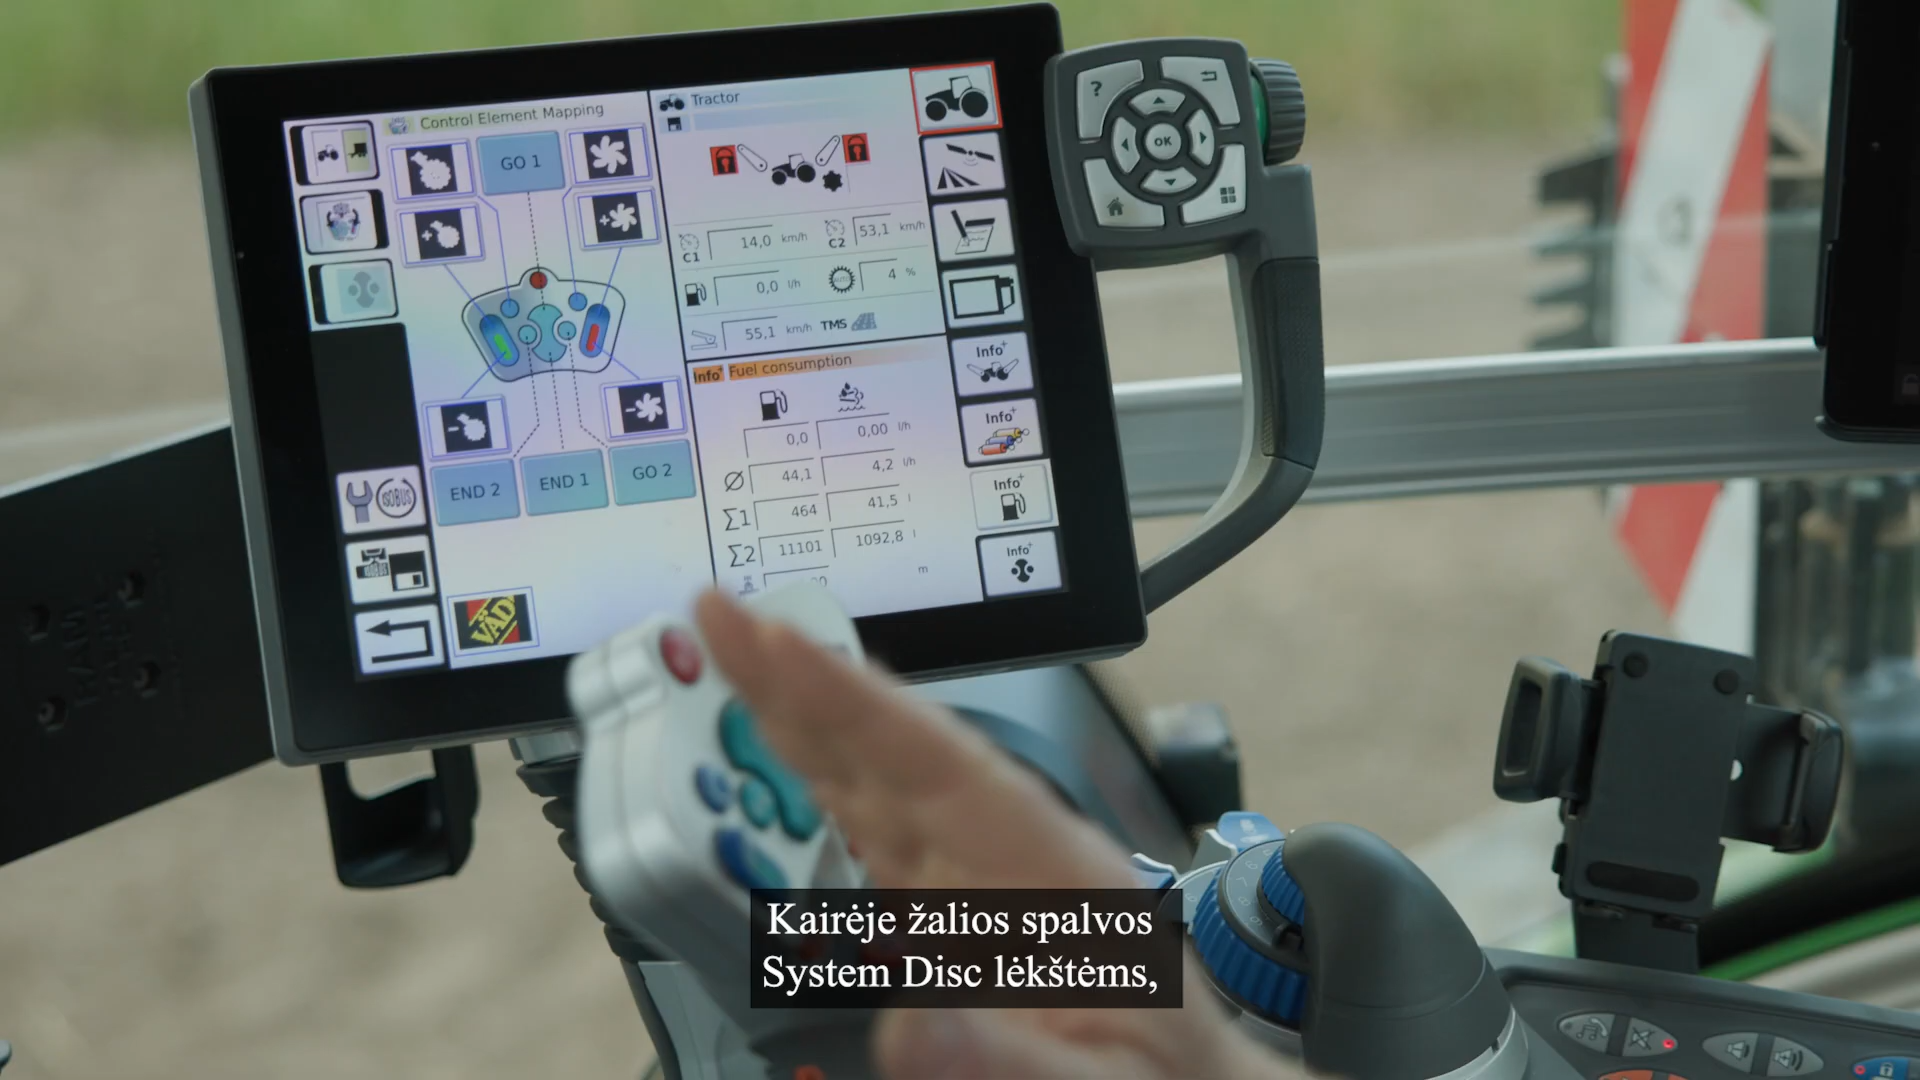 Control Element Mapping
GO 1
END 2
END 1
GO 2
ISOBUS
VÄD
Tractor
C1
14,0 km/h
C2
53,1 km/h
0,0 l/h
4 %
55,1 km/h
TMS
Info+ Fuel consumption
0,0
0,00 l/h
Ø
44,1
4,2 l/h
∑1
464
41,5 l
∑2
11101
1092,8 l
m
Info+
Info+
Info+
Info+
?
OK
Kairėje žalios spalvos
System Disc lėkštėms,